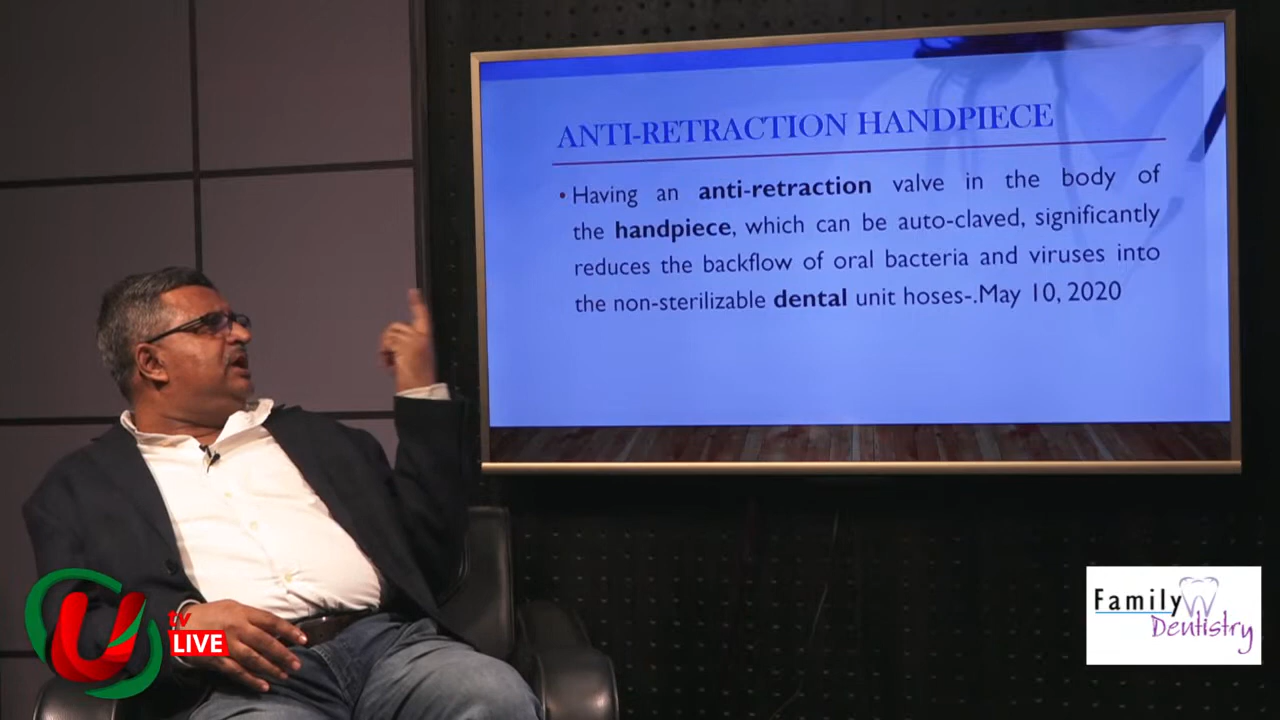 ANTI-RETRACTION HANDPIECE
• Having an anti-retraction valve in the body of
the handpiece, which can be auto-claved, significantly
reduces the backflow of oral bacteria and viruses into
the non-sterilizable dental unit hoses-.May 10, 2020
U tv
LIVE
Family
Dentistry